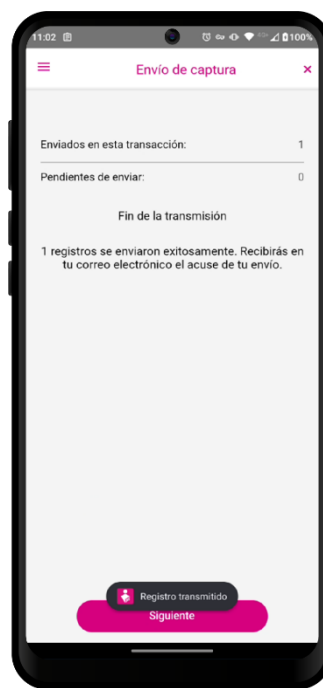 11:02
100%
Envío de captura
×
Enviados en esta transacción: 1
Pendientes de enviar: 0
Fin de la transmisión
1 registros se enviaron exitosamente. Recibirás en
tu correo electrónico el acuse de tu envío.
Registro transmitido
Siguiente